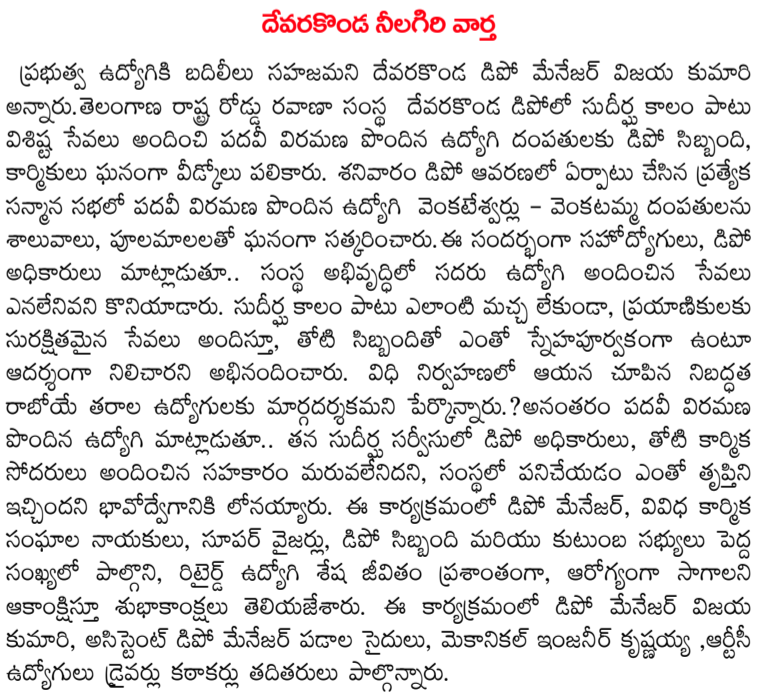 దేవరకొండ నీలగిరి వార్త
ప్రభుత్వ ఉద్యోగికి బదిలీలు సహజమని దేవరకొండ డిపో మేనేజర్ విజయ కుమారి
అన్నారు.తెలంగాణ రాష్ట్ర రోడ్డు రవాణా సంస్థ దేవరకొండ డిపోలో సుదీర్ఘ కాలం పాటు
విశిష్ట సేవలు అందించి పదవీ విరమణ పొందిన ఉద్యోగి దంపతులకు డిపో సిబ్బంది,
కార్మికులు ఘనంగా వీడ్కోలు పలికారు. శనివారం డిపో ఆవరణలో ఏర్పాటు చేసిన ప్రత్యేక
సన్మాన సభలో పదవీ విరమణ పొందిన ఉద్యోగి వెంకటేశ్వర్లు – వెంకటమ్మ దంపతులను
శాలువాలు, పూలమాలలతో ఘనంగా సత్కరించారు.ఈ సందర్భంగా సహోద్యోగులు, డిపో
అధికారులు మాట్లాడుతూ.. సంస్థ అభివృద్ధిలో సదరు ఉద్యోగి అందించిన సేవలు
ఎనలేనివని కొనియాడారు. సుదీర్ఘ కాలం పాటు ఎలాంటి మచ్చ లేకుండా, ప్రయాణికులకు
సురక్షితమైన సేవలు అందిస్తూ, తోటి సిబ్బందితో ఎంతో స్నేహపూర్వకంగా ఉంటూ
ఆదర్శంగా నిలిచారని అభినందించారు. విధి నిర్వహణలో ఆయన చూపిన నిబద్ధత
రాబోయే తరాల ఉద్యోగులకు మార్గదర్శకమని పేర్కొన్నారు.?అనంతరం పదవీ విరమణ
పొందిన ఉద్యోగి మాట్లాడుతూ.. తన సుదీర్ఘ సర్వీసులో డిపో అధికారులు, తోటి కార్మిక
సోదరులు అందించిన సహకారం మరువలేనిదని, సంస్థలో పనిచేయడం ఎంతో తృప్తిని
ఇచ్చిందని భావోద్వేగానికి లోనయ్యారు. ఈ కార్యక్రమంలో డిపో మేనేజర్, వివిధ కార్మిక
సంఘాల నాయకులు, సూపర్ వైజర్లు, డిపో సిబ్బంది మరియు కుటుంబ సభ్యులు పెద్ద
సంఖ్యలో పాల్గొని, రిటైర్డ్ ఉద్యోగి శేష జీవితం ప్రశాంతంగా, ఆరోగ్యంగా సాగాలని
ఆకాంక్షిస్తూ శుభాకాంక్షలు తెలియజేశారు. ఈ కార్యక్రమంలో డిపో మేనేజర్ విజయ
కుమారి, అసిస్టెంట్ డిపో మేనేజర్ పడాల సైదులు, మెకానికల్ ఇంజనీర్ కృష్ణయ్య ,ఆర్టీసీ
ఉద్యోగులు డ్రైవర్లు కఠాకర్లు తదితరులు పాల్గొన్నారు.